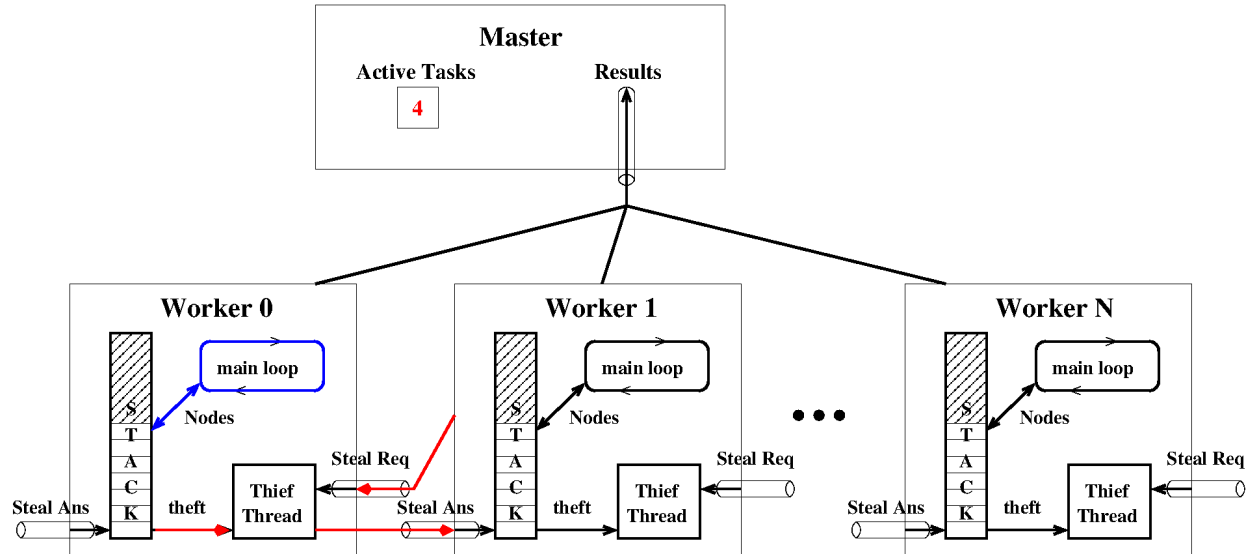 Master
Active Tasks
Results
4
Worker 0
Worker 1
Worker N
main loop
main loop
main loop
S
T
A
C
K
S
T
A
C
K
S
T
A
C
K
Nodes
Nodes
Nodes
Steal Req
Steal Req
Steal Req
Steal Ans
theft
Thief
Thread
Steal Ans
theft
Thief
Thread
Steal Ans
theft
Thief
Thread